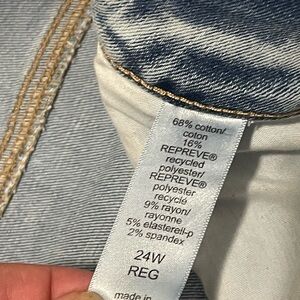 68% cotton/
coton
16%
REPREVE®
recycled
polyester/
REPREVE®
polyester
recyclé
9% rayon/
rayonne
5% elasterell-p
2% spandex
24W
REG
made in